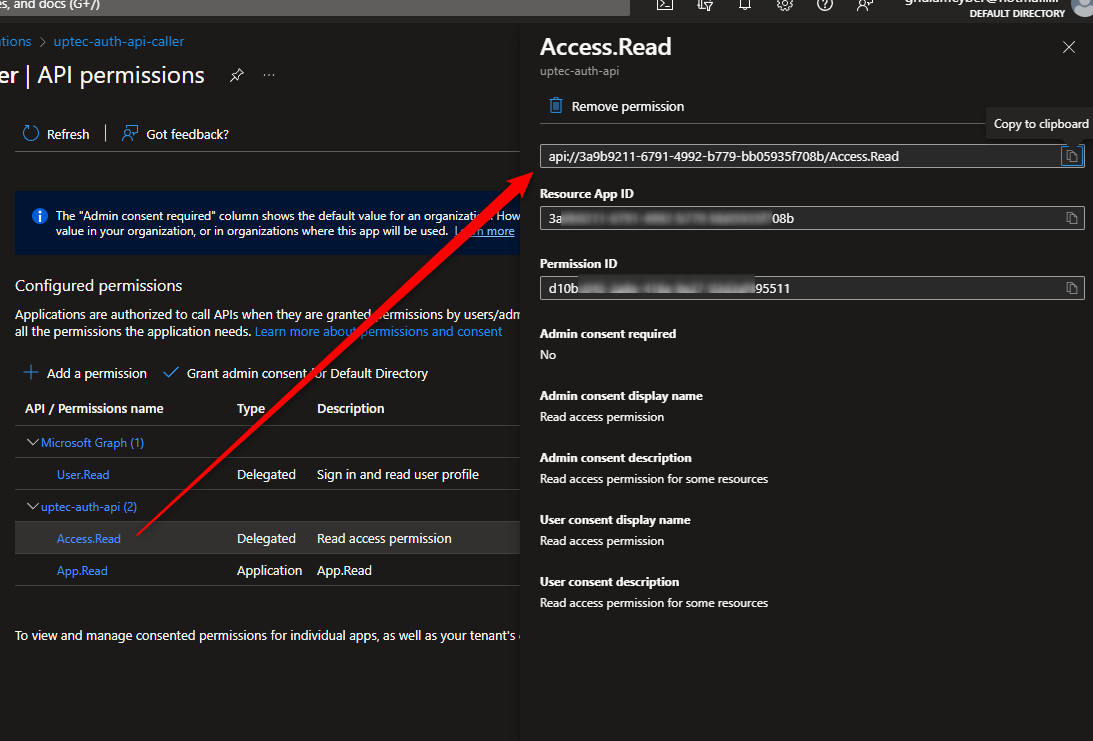 es, and docs (G+/)
DEFAULT DIRECTORY
ations > uptec-auth-api-caller
er | API permissions ...
Refresh | Got feedback?
The "Admin consent required" column shows the default value for an organization. How
value in your organization, or in organizations where this app will be used. Learn more
Configured permissions
Applications are authorized to call APIs when they are granted permissions by users/adm
all the permissions the application needs. Learn more about permissions and consent
Add a permission Grant admin consent for Default Directory
API / Permissions name Type Description
Microsoft Graph (1)
User.Read Delegated Sign in and read user profile
uptec-auth-api (2)
Access.Read Delegated Read access permission
App.Read Application App.Read
To view and manage consented permissions for individual apps, as well as your tenant's
Access.Read
uptec-auth-api
Remove permission
Copy to clipboard
api://3a9b9211-6791-4992-b779-bb05935f708b/Access.Read
Resource App ID
3a 08b
Permission ID
d10b 95511
Admin consent required
No
Admin consent display name
Read access permission
Admin consent description
Read access permission for some resources
User consent display name
Read access permission
User consent description
Read access permission for some resources